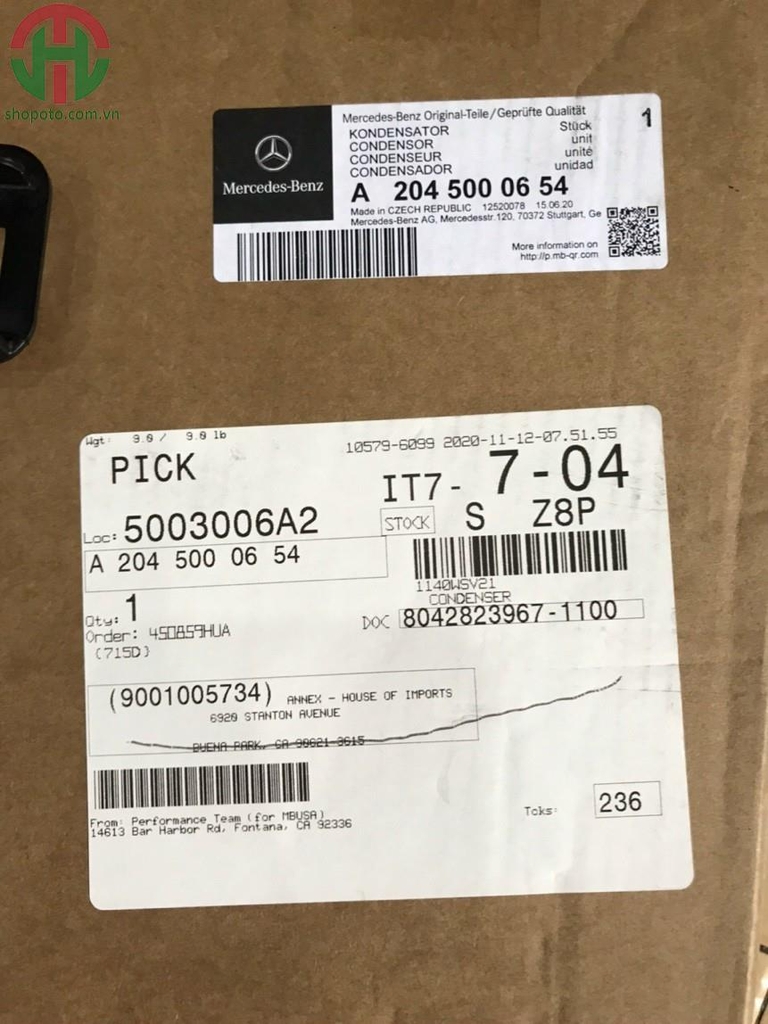 shopoto.com.vn
Mercedes-Benz
Mercedes-Benz Original-Teile/Geprüfte Qualität
1
KONDENSATOR Stück
CONDENSOR unit
CONDENSEUR unité
CONDENSADOR unidad
A 204 500 06 54
Made in CZECH REPUBLIC 12520078 15.06.20
Mercedes-Benz AG, Mercedesstr.120, 70372 Stuttgart, Ge
More information on
http://p.mb-qr.com
Wgt: 9.0 / 9.0 lb
10579-6099 2020-11-12-07.51.55
PICK
IT7- 7-04
Loc: 5003006A2
STOCK S Z8P
A 204 500 06 54
1140WSV21
CONDENSER
Qty: 1
DOC 8042823967-1100
Order: 450859HUA
(715D)
(9001005734) ANNEX - HOUSE OF IMPORTS
6920 STANTON AVENUE
BUENA PARK, CA 90621-3615
From: Performance Team (for MBUSA)
14613 Bar Harbor Rd, Fontana, CA 92336
Tcks: 236